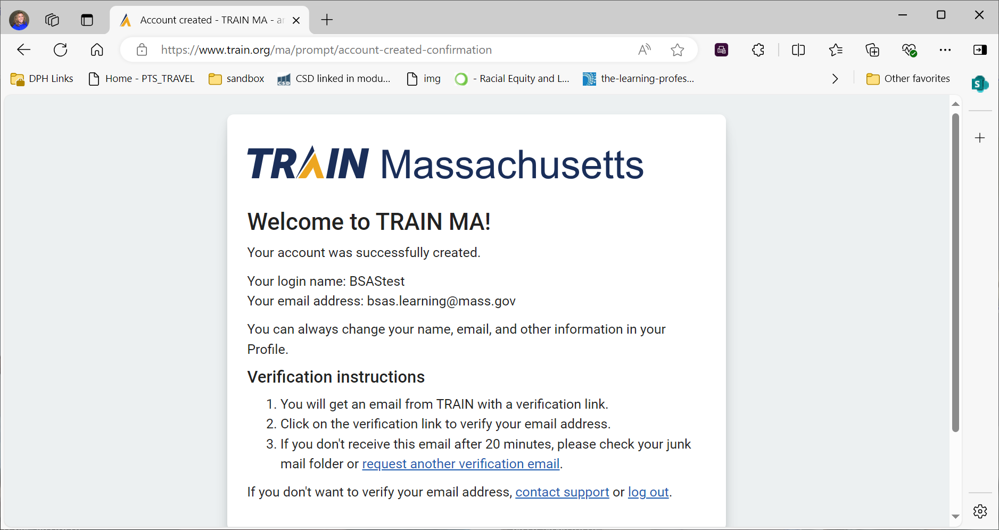 Account created - TRAIN MA - a
https://www.train.org/ma/prompt/account-created-confirmation
DPH Links
Home - PTS_TRAVEL
sandbox
CSD linked in modu...
img
- Racial Equity and L...
the-learning-profes...
Other favorites
TRAIN Massachusetts
Welcome to TRAIN MA!
Your account was successfully created.
Your login name: BSAStest
Your email address: bsas.learning@mass.gov
You can always change your name, email, and other information in your
Profile.
Verification instructions
1. You will get an email from TRAIN with a verification link.
2. Click on the verification link to verify your email address.
3. If you don't receive this email after 20 minutes, please check your junk
mail folder or request another verification email.
If you don't want to verify your email address, contact support or log out.